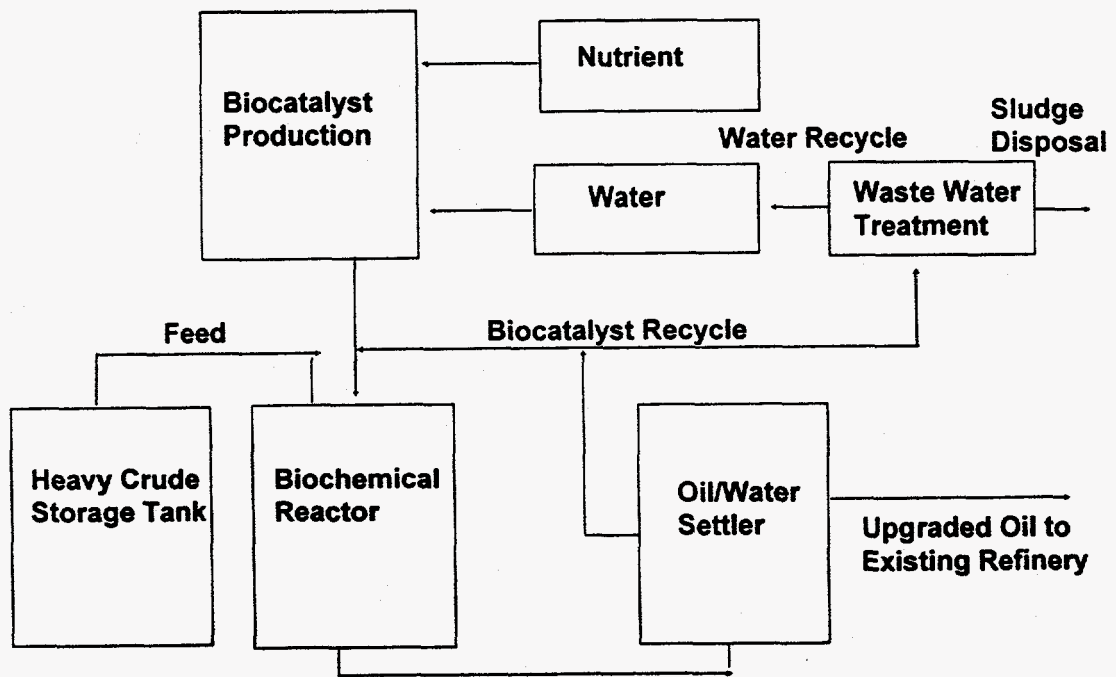 Nutrient
Biocatalyst
Production
Sludge
Disposal
Water Recycle
Water
Waste Water
Treatment
Feed
Biocatalyst Recycle
Heavy Crude
Storage Tank
Biochemical
Reactor
Oil/Water
Settler
Upgraded Oil to
Existing Refinery